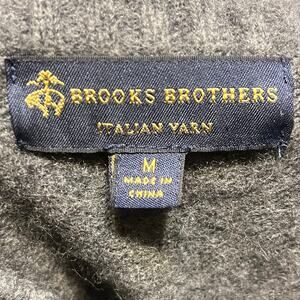 BROOKS BROTHERS
ITALIAN YARN
M
MADE IN
CHINA